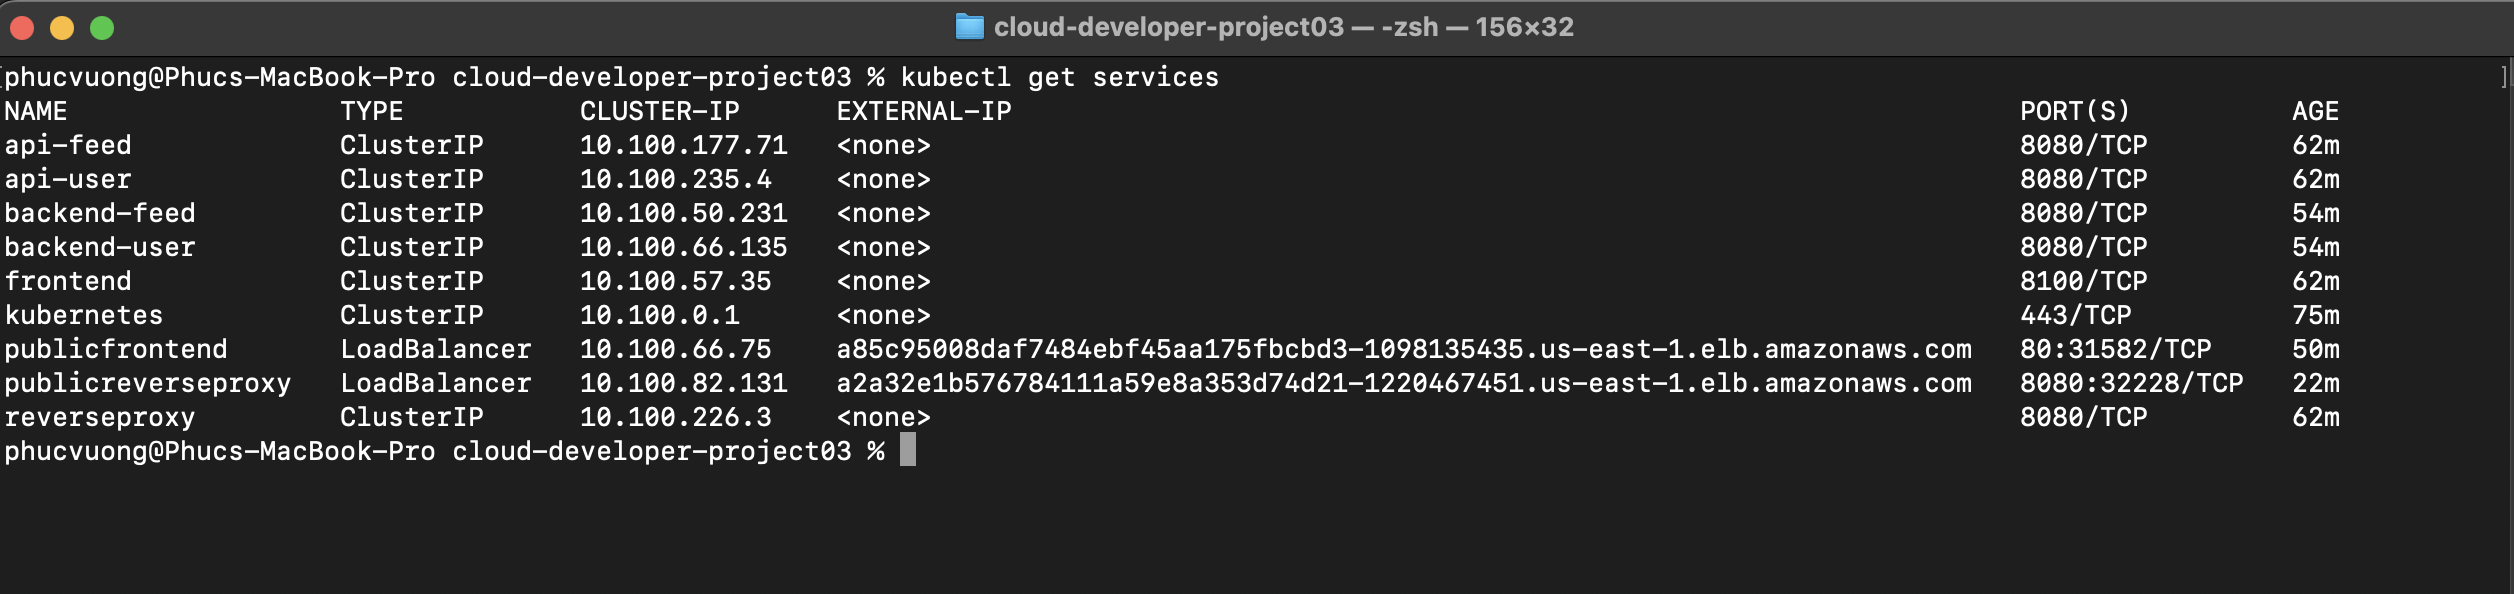 cloud-developer-project03 — -zsh — 156×32
phucvuong@Phucs-MacBook-Pro cloud-developer-project03 % kubectl get services
NAME TYPE CLUSTER-IP EXTERNAL-IP PORT(S) AGE
api-feed ClusterIP 10.100.177.71 <none> 8080/TCP 62m
api-user ClusterIP 10.100.235.4 <none> 8080/TCP 62m
backend-feed ClusterIP 10.100.50.231 <none> 8080/TCP 54m
backend-user ClusterIP 10.100.66.135 <none> 8080/TCP 54m
frontend ClusterIP 10.100.57.35 <none> 8100/TCP 62m
kubernetes ClusterIP 10.100.0.1 <none> 443/TCP 75m
publicfrontend LoadBalancer 10.100.66.75 a85c95008daf7484ebf45aa175fbcbd3-1098135435.us-east-1.elb.amazonaws.com 80:31582/TCP 50m
publicreverseproxy LoadBalancer 10.100.82.131 a2a32e1b576784111a59e8a353d74d21-1220467451.us-east-1.elb.amazonaws.com 8080:32228/TCP 22m
reverseproxy ClusterIP 10.100.226.3 <none> 8080/TCP 62m
phucvuong@Phucs-MacBook-Pro cloud-developer-project03 %